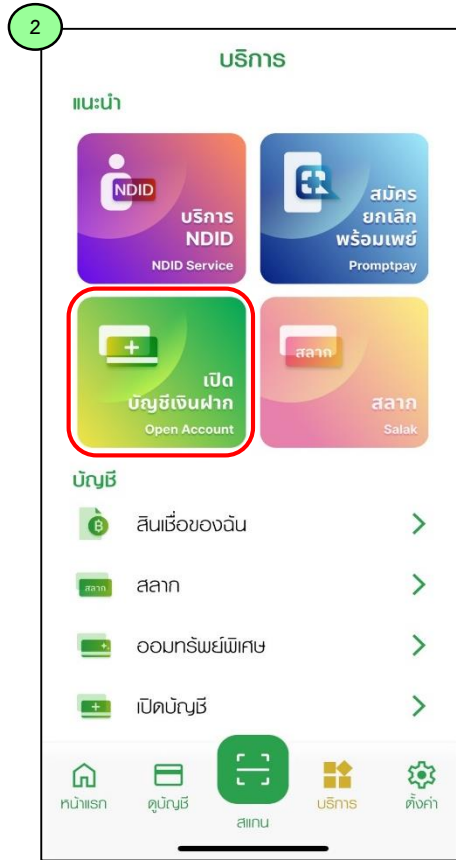 2
บริการ
แนะนำ
NDID
บริการ
NDID
NDID Service
สมัคร
ยกเลิก
พร้อมเพย์
Promptpay
เปิด
บัญชีเงินฝาก
Open Account
สลาก
สลาก
Salak
บัญชี
สินเชื่อของฉัน
สลาก
สลาก
ออมทรัพย์พิเศษ
เปิดบัญชี
หน้าแรก
ดูบัญชี
สแกน
บริการ
ตั้งค่า